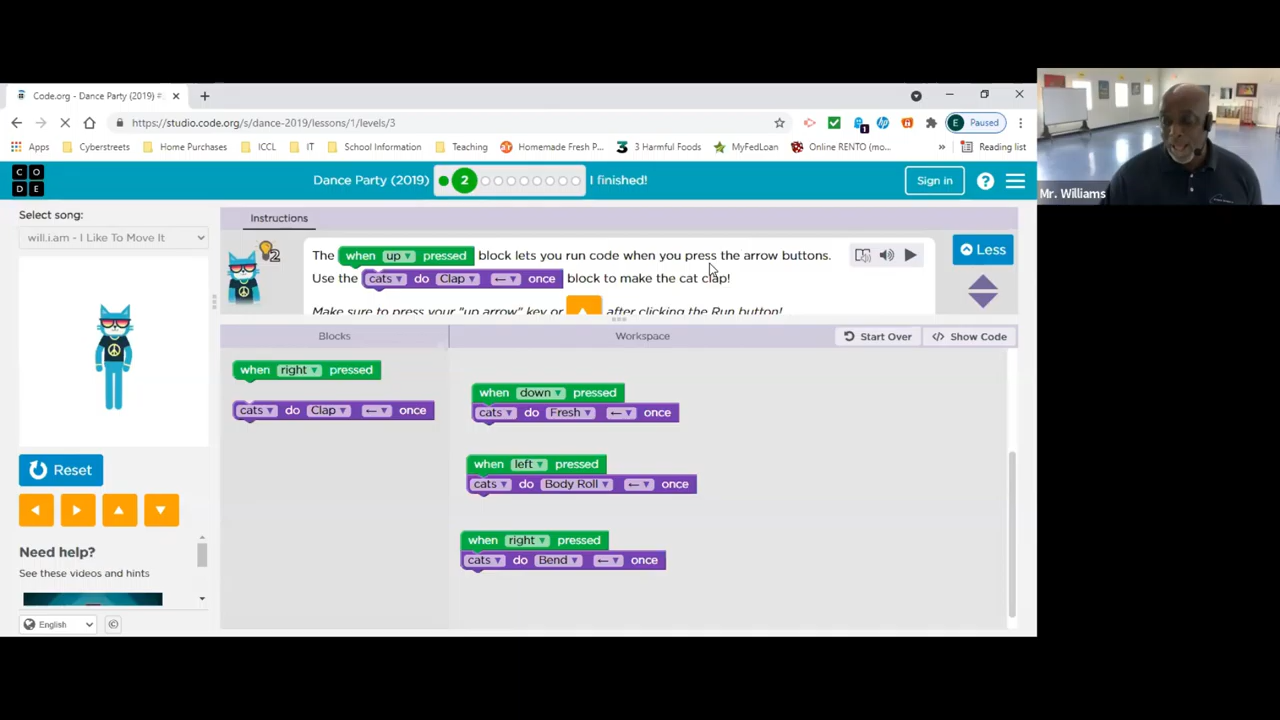 Code.org - Dance Party (2019)
https://studio.code.org/s/dance-2019/lessons/1/levels/3
E Paused
1
Apps Cyberstreets Home Purchases ICCL IT School Information Teaching Homemade Fresh P... 3 Harmful Foods MyFedLoan Online RENTO (mo... » Reading list
Mr. Williams
C O D E
Dance Party (2019) 2 I finished!
Sign in
Select song:
will.i.am - I Like To Move It
Instructions
2
The when up pressed block lets you run code when you press the arrow buttons.
Use the cats do Clap ← once block to make the cat clap!
Make sure to press your "up arrow" key or after clicking the Run button!
Less
Blocks
Workspace
Start Over
</> Show Code
when right pressed
cats do Clap ← once
when down pressed
cats do Fresh ← once
when left pressed
cats do Body Roll ← once
when right pressed
cats do Bend ← once
Reset
Need help?
See these videos and hints
English
©